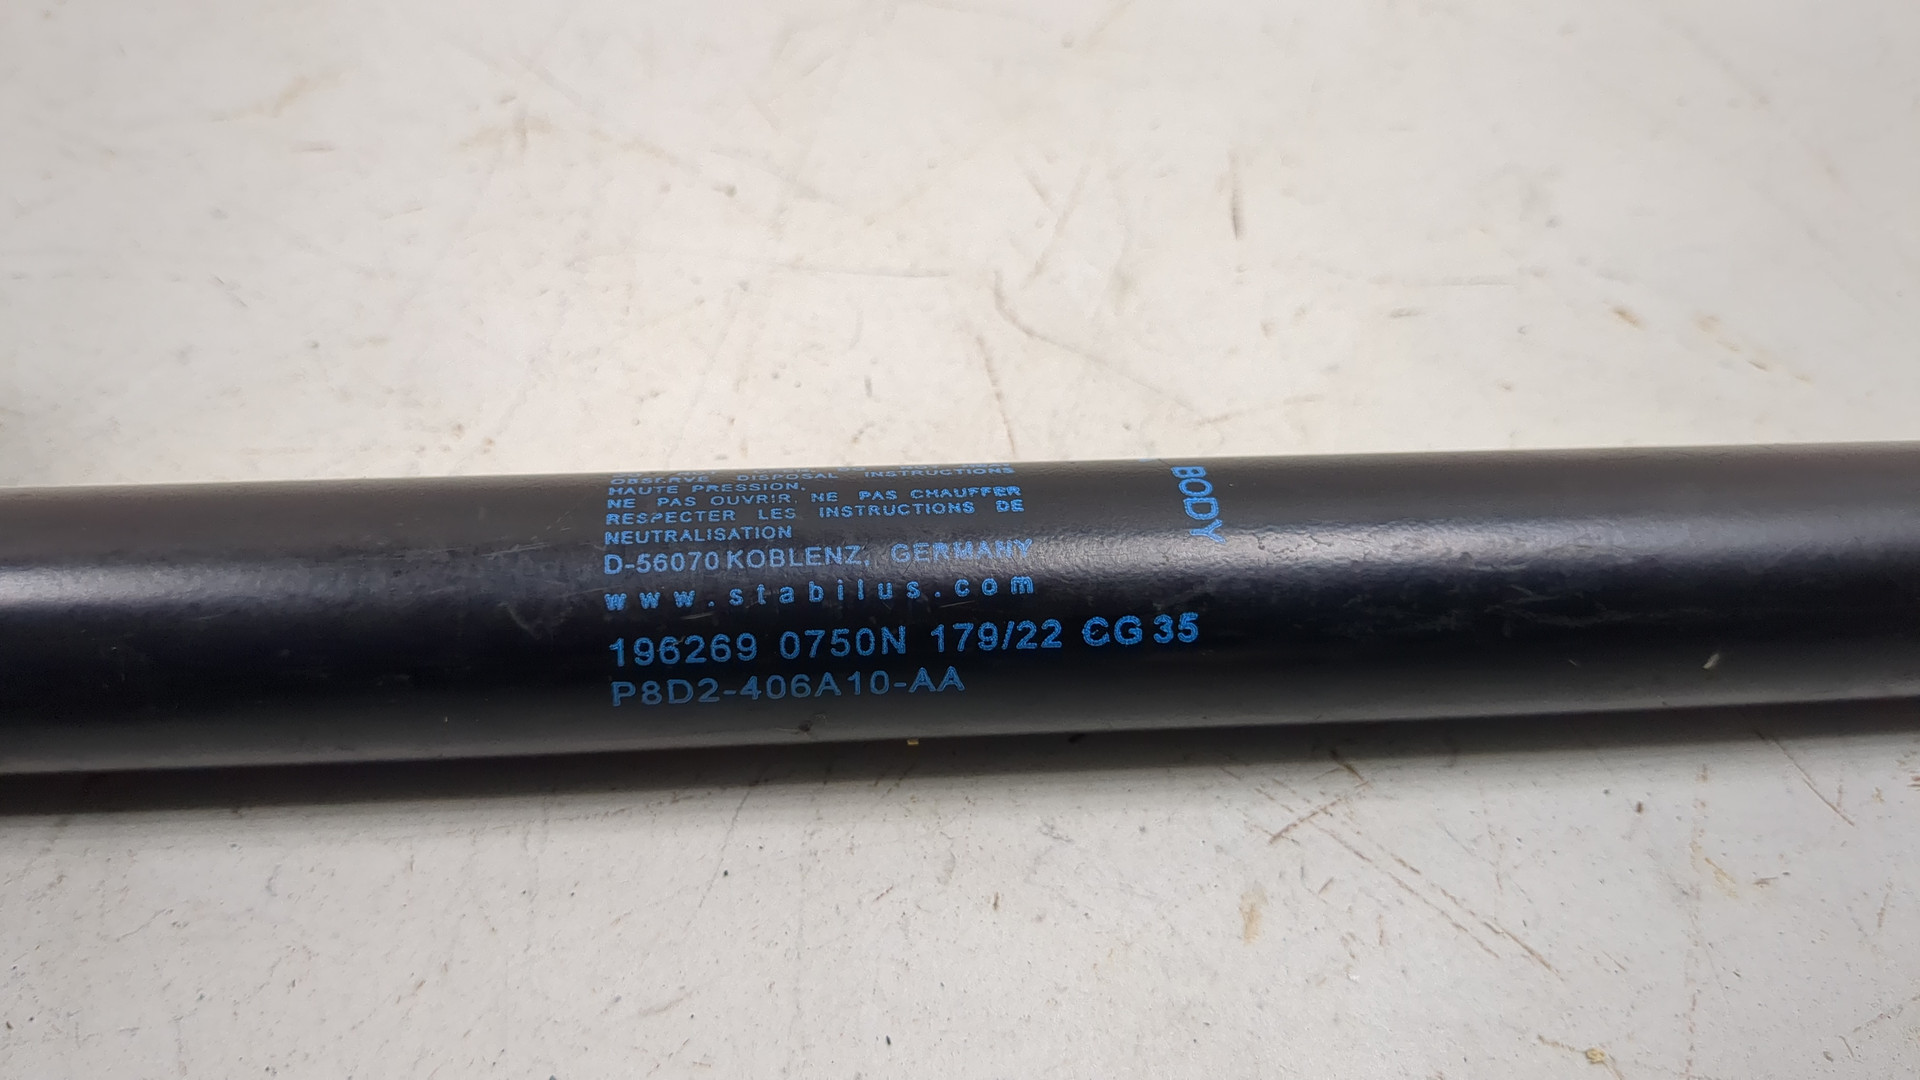 OBSERVE DISPOSAL INSTRUCTIONS
HAUTE PRESSION.
NE PAS OUVRIR. NE PAS CHAUFFER
RESPECTER LES INSTRUCTIONS DE
NEUTRALISATION
D-56070 KOBLENZ, GERMANY
www.stabilus.com
196269 0750N 179/22 CG 35
P8D2-406A10-AA
BODY